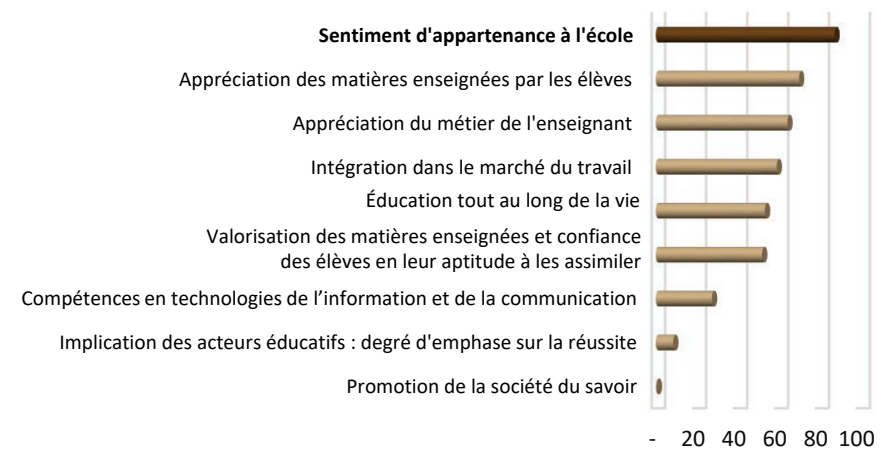 Sentiment d'appartenance à l'école
Appréciation des matières enseignées par les élèves
Appréciation du métier de l'enseignant
Intégration dans le marché du travail
Éducation tout au long de la vie
Valorisation des matières enseignées et confiance
des élèves en leur aptitude à les assimiler
Compétences en technologies de l’information et de la communication
Implication des acteurs éducatifs : degré d'emphase sur la réussite
Promotion de la société du savoir
- 20 40 60 80 100